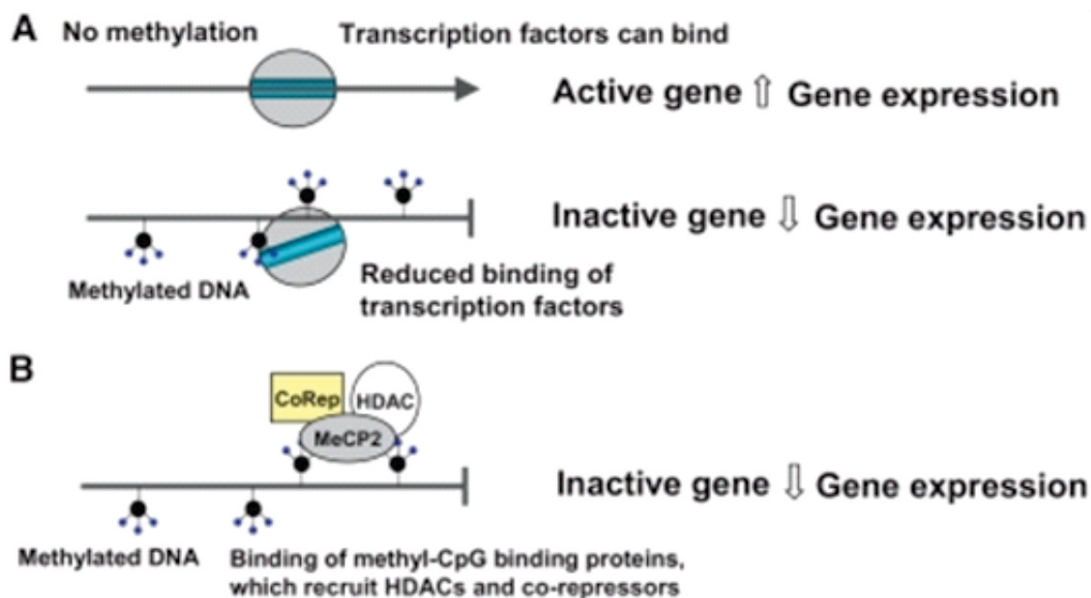 A No methylation Transcription factors can bind
Active gene ⇧ Gene expression
Inactive gene ⇩ Gene expression
Methylated DNA
Reduced binding of
transcription factors
B
CoRep HDAC
MeCP2
Inactive gene ⇩ Gene expression
Methylated DNA Binding of methyl-CpG binding proteins,
which recruit HDACs and co-repressors